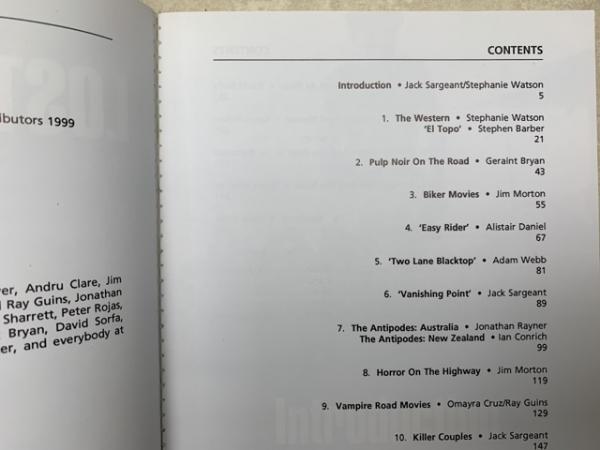 ibutors 1999
er, Andru Clare, Jim
Ray Guins, Jonathan
Sharrett, Peter Rojas,
Bryan, David Sorfa,
er, and everybody at
CONTENTS
Introduction • Jack Sargeant/Stephanie Watson
5
1. The Western • Stephanie Watson
'El Topo' • Stephen Barber
21
2. Pulp Noir On The Road • Geraint Bryan
43
3. Biker Movies • Jim Morton
55
4. 'Easy Rider' • Alistair Daniel
67
5. 'Two Lane Blacktop' • Adam Webb
81
6. 'Vanishing Point' • Jack Sargeant
89
7. The Antipodes: Australia • Jonathan Rayner
The Antipodes: New Zealand • Ian Conrich
99
8. Horror On The Highway • Jim Morton
119
9. Vampire Road Movies • Omayra Cruz/Ray Guins
129
10. Killer Couples • Jack Sargeant
147